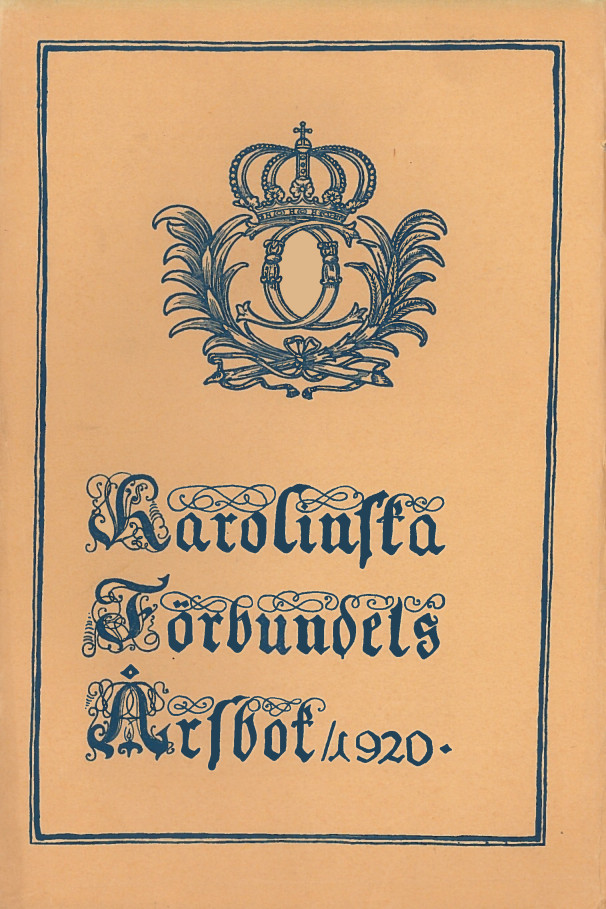 Karolinska
Förbundets
Årsbok / 1920.